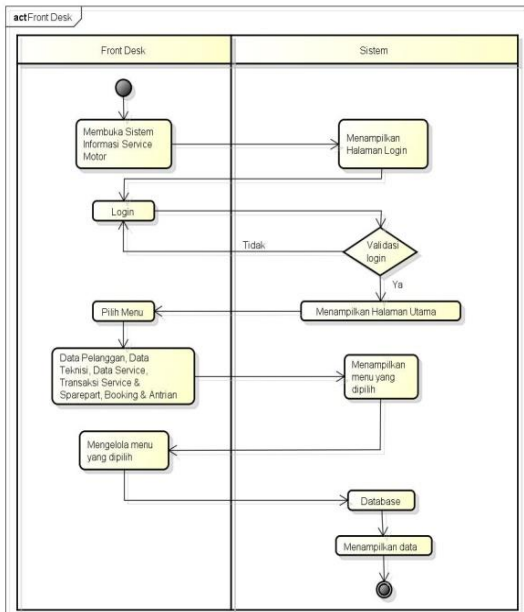 act Front Desk
Front Desk
Sistem
Membuka Sistem
Informasi Service
Motor
Menampilkan
Halaman Login
Login
Tidak
Validasi
login
Ya
Pilih Menu
Menampilkan Halaman Utama
Data Pelanggan, Data
Teknisi, Data Service,
Transaksi Service &
Sparepart, Booking & Antrian
Menampilkan
menu yang
dipilih
Mengelola menu
yang dipilih
Database
Menampilkan data